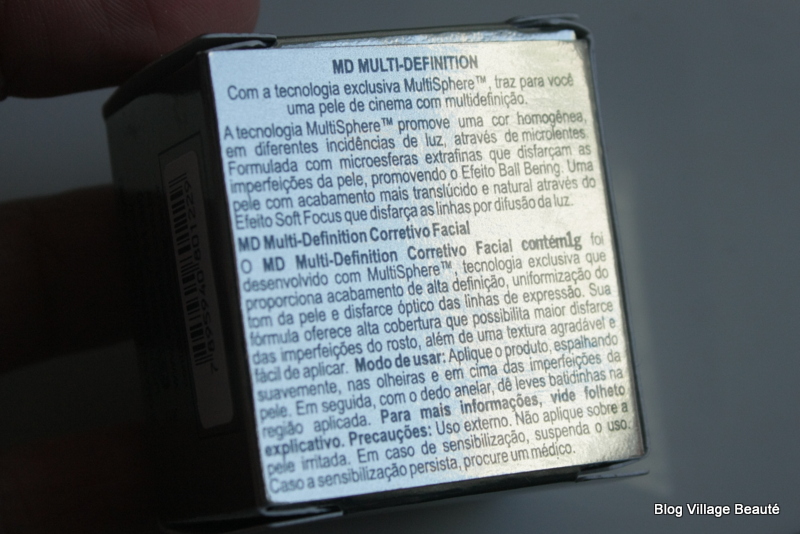 MD MULTI-DEFINITION
Com a tecnologia exclusiva MultiSphere™, traz para você
uma pele de cinema com multidefinição.
A tecnologia MultiSphere™ promove uma cor homogênea,
em diferentes incidências de luz, através de microlentes.
Formulada com microesferas extrafinas que disfarçam as
imperfeições da pele, promovendo o Efeito Ball Bering. Uma
pele com acabamento mais translúcido e natural através do
Efeito Soft Focus que disfarça as linhas por difusão da luz.
MD Multi-Definition Corretivo Facial
O MD Multi-Definition Corretivo Facial contém1g foi
desenvolvido com MultiSphere™, tecnologia exclusiva que
proporciona acabamento de alta definição, uniformização do
tom da pele e disfarce óptico das linhas de expressão. Sua
fórmula oferece alta cobertura que possibilita maior disfarce
das imperfeições do rosto, além de uma textura agradável e
fácil de aplicar. Modo de usar: Aplique o produto, espalhando
suavemente, nas olheiras e em cima das imperfeições da
pele. Em seguida, com o dedo anelar, dê leves batidinhas na
região aplicada. Para mais informações, vide folheto
explicativo. Precauções: Uso externo. Não aplique sobre a
pele irritada. Em caso de sensibilização, suspenda o uso.
Caso a sensibilização persista, procure um médico.
Blog Village Beauté